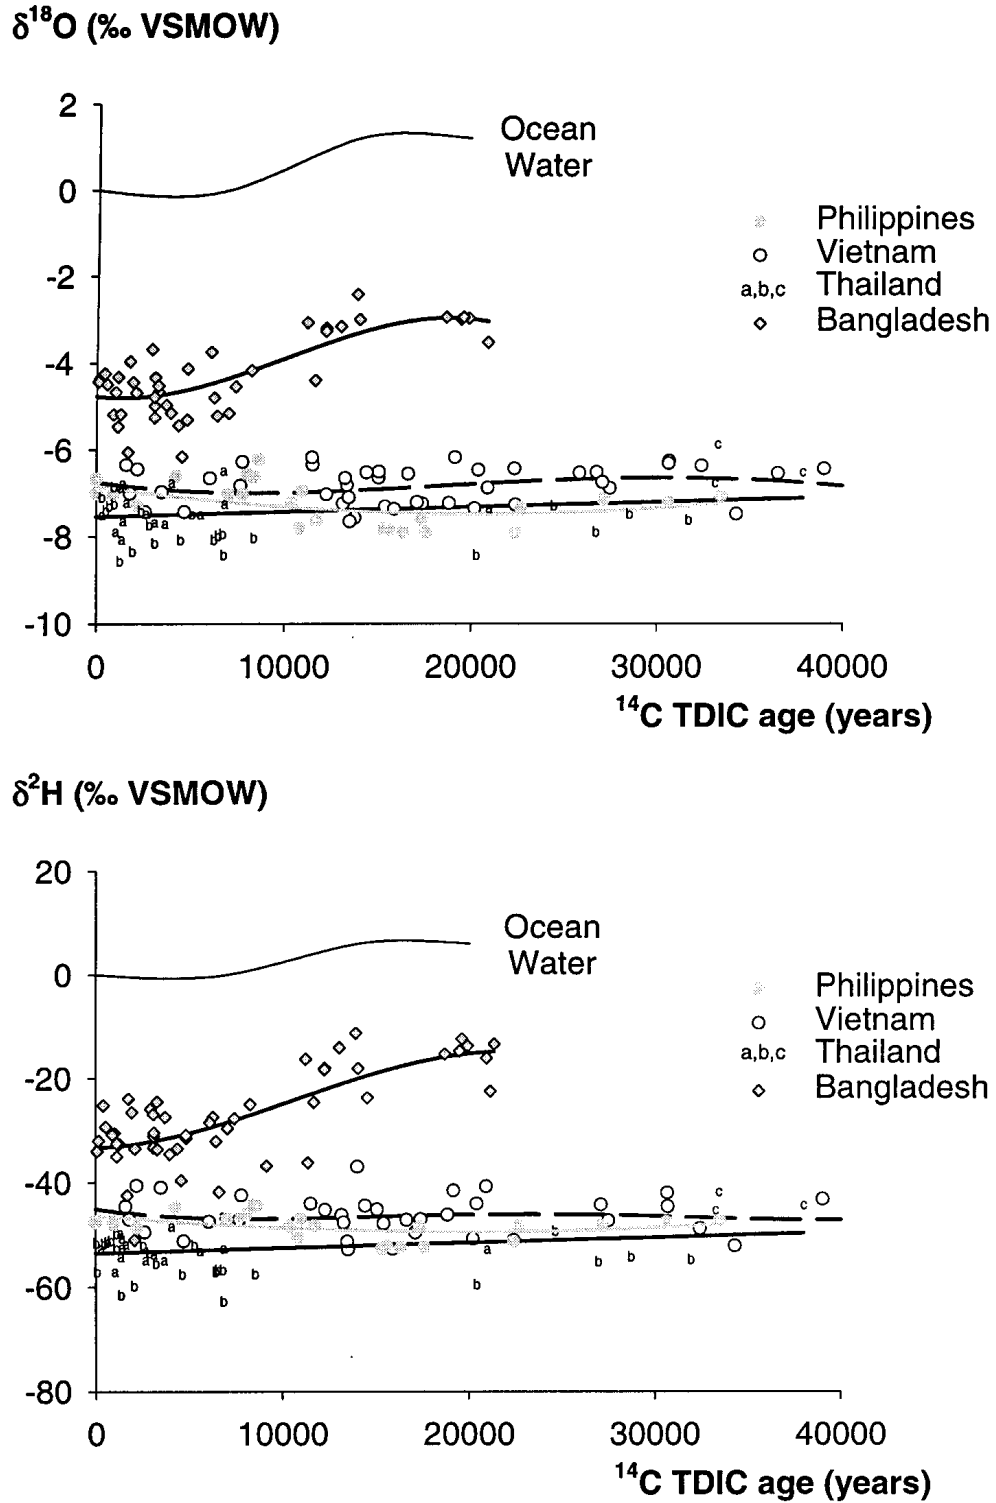 δ¹⁸O (‰ VSMOW)
2
0
-2
-4
-6
-8
-10
Ocean
Water
Philippines
Vietnam
a,b,c Thailand
Bangladesh
0 10000 20000 30000 40000
¹⁴C TDIC age (years)
δ²H (‰ VSMOW)
20
0
-20
-40
-60
-80
Ocean
Water
Philippines
Vietnam
a,b,c Thailand
Bangladesh
0 10000 20000 30000 40000
¹⁴C TDIC age (years)